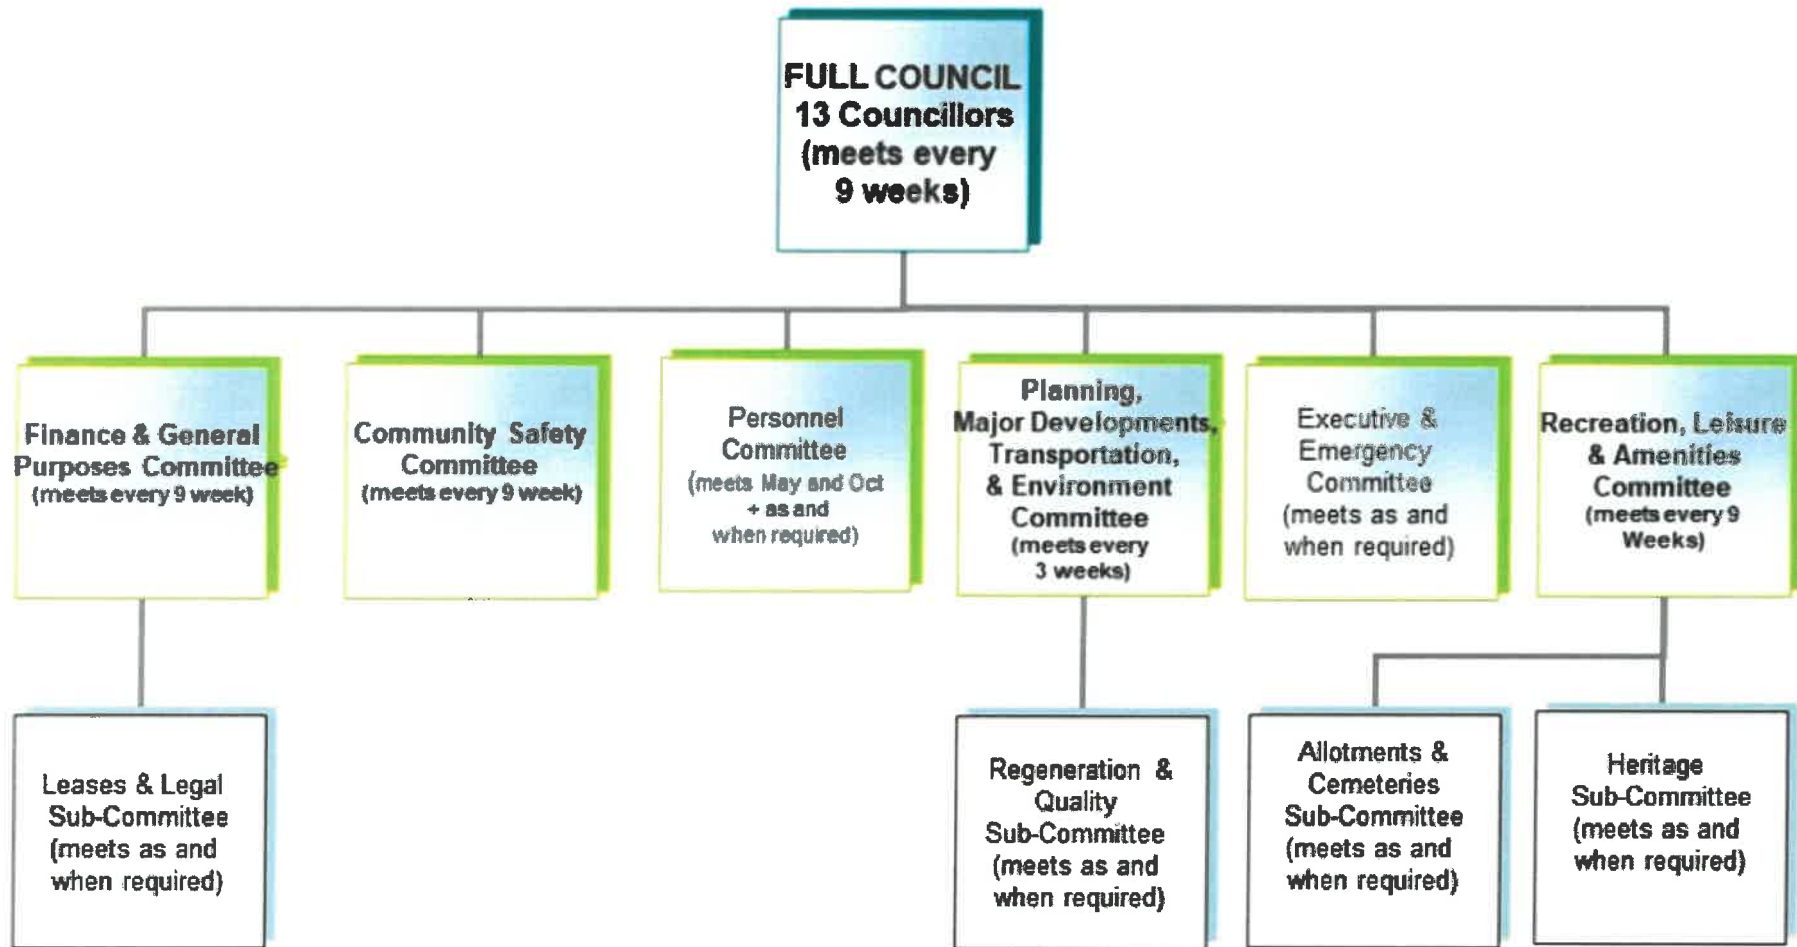 FULL COUNCIL
13 Councillors
(meets every
9 weeks)
Finance & General
Purposes Committee
(meets every 9 week)
Community Safety
Committee
(meets every 9 week)
Personnel
Committee
(meets May and Oct
+ as and
when required)
Planning,
Major Developments,
Transportation,
& Environment
Committee
(meets every
3 weeks)
Executive &
Emergency
Committee
(meets as and
when required)
Recreation, Leisure
& Amenities
Committee
(meets every 9
Weeks)
Leases & Legal
Sub-Committee
(meets as and
when required)
Regeneration &
Quality
Sub-Committee
(meets as and
when required)
Allotments &
Cemeteries
Sub-Committee
(meets as and
when required)
Heritage
Sub-Committee
(meets as and
when required)